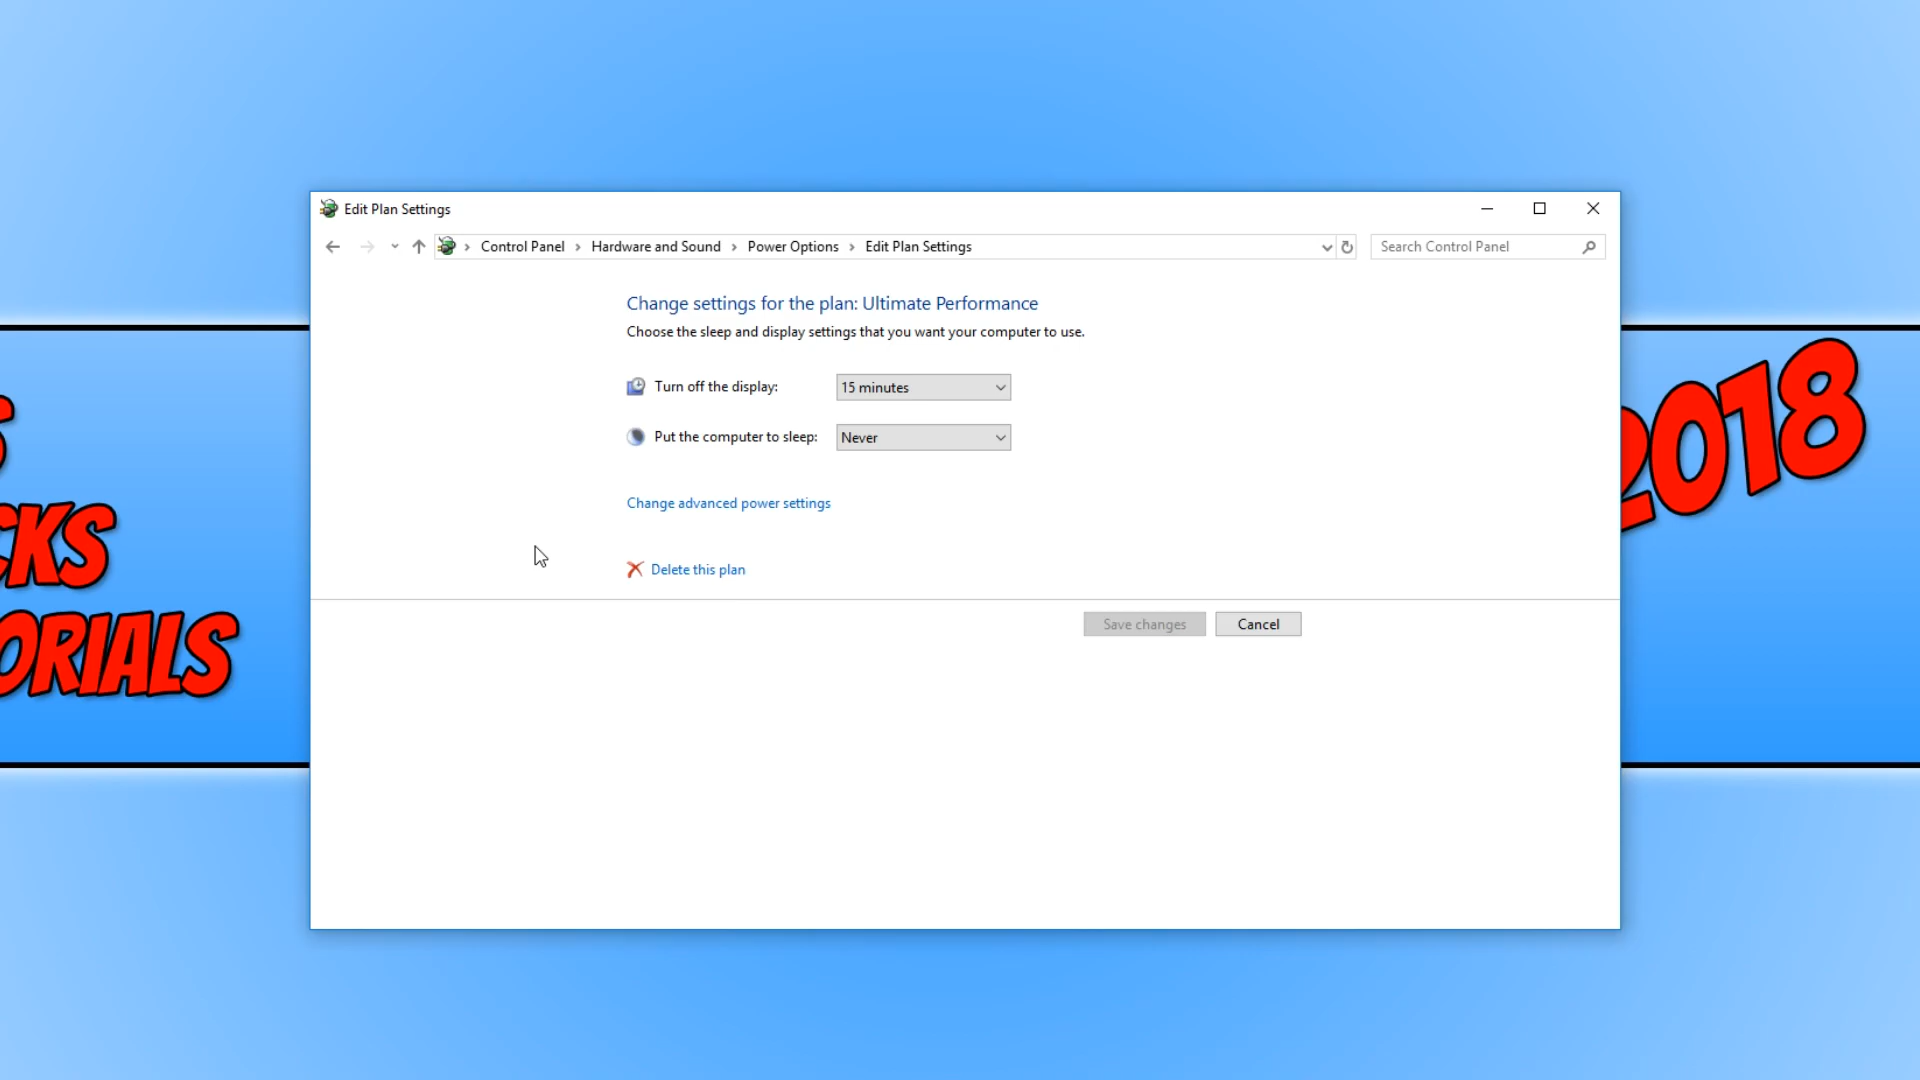 Edit Plan Settings
Control Panel > Hardware and Sound > Power Options > Edit Plan Settings
Search Control Panel
Change settings for the plan: Ultimate Performance
Choose the sleep and display settings that you want your computer to use.
Turn off the display: 15 minutes
Put the computer to sleep: Never
Change advanced power settings
Delete this plan
Save changes
Cancel
S
CKS
ORIALS
2018